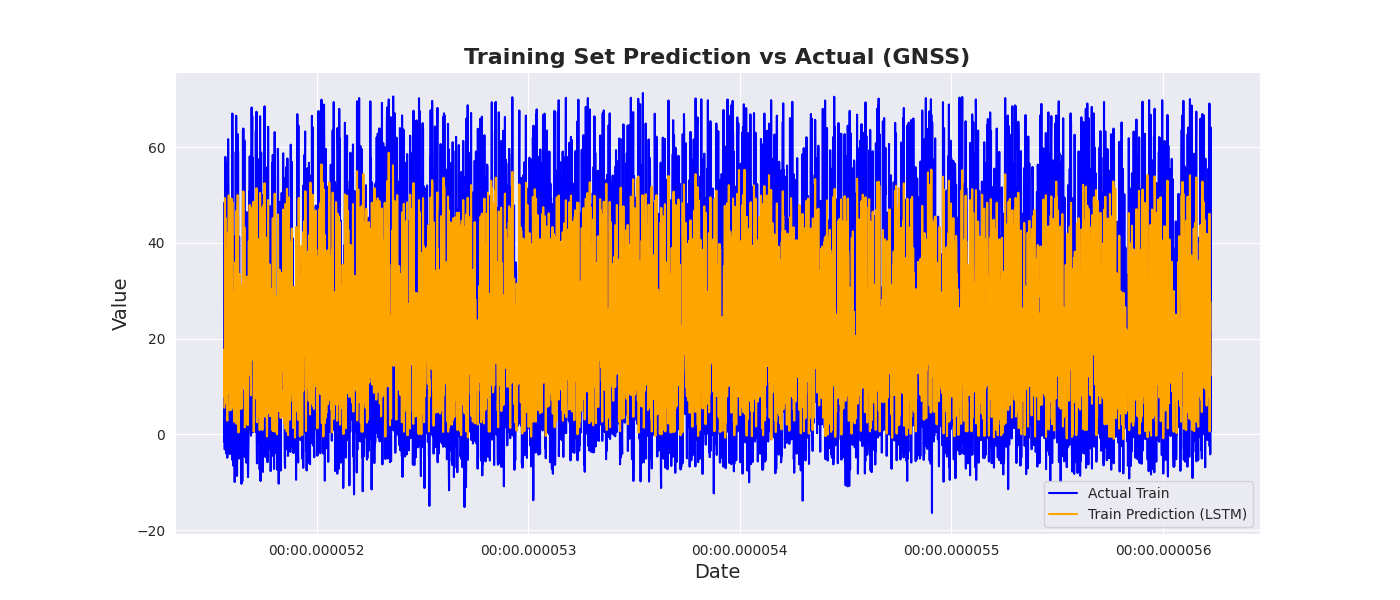 Training Set Prediction vs Actual (GNSS)
Value
60
40
20
0
−20
00:00.000052
00:00.000053
00:00.000054
00:00.000055
00:00.000056
Date
Actual Train
Train Prediction (LSTM)